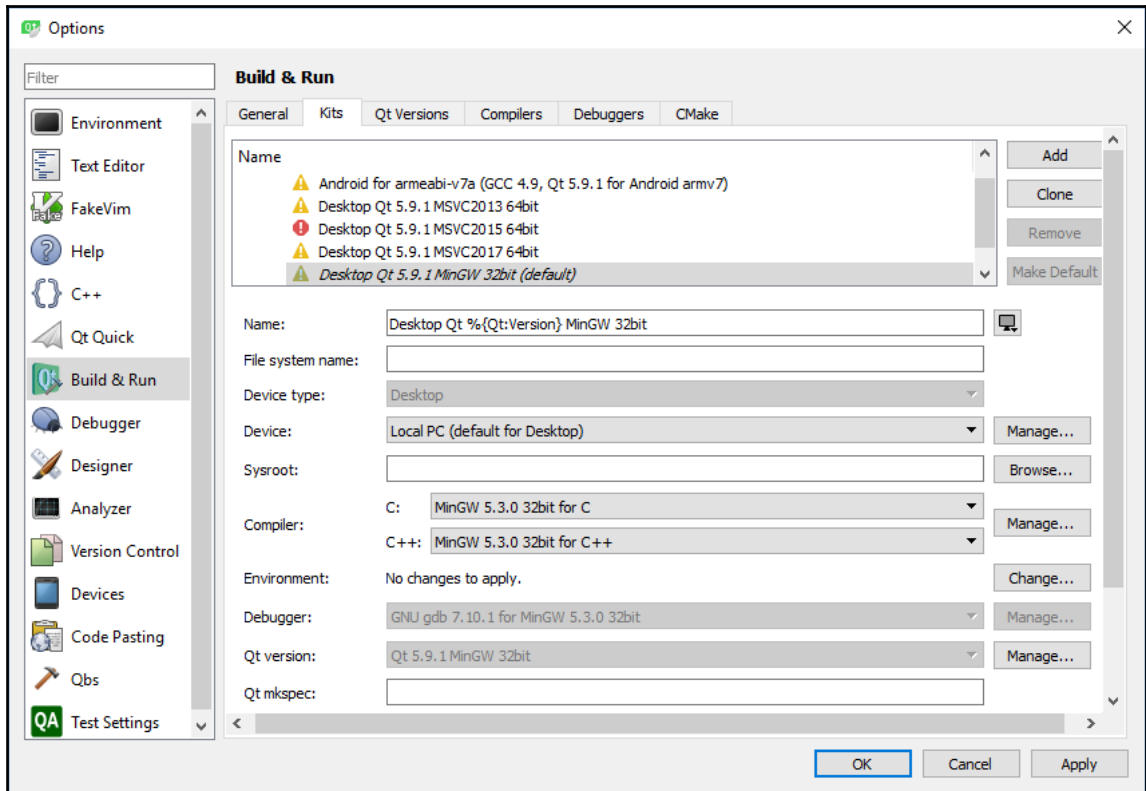 Options
Filter
Environment
Text Editor
FakeVim
Help
C++
Qt Quick
Build & Run
Debugger
Designer
Analyzer
Version Control
Devices
Code Pasting
Qbs
QA Test Settings
Build & Run
General Kits Qt Versions Compilers Debuggers CMake
Name
Android for armeabi-v7a (GCC 4.9, Qt 5.9.1 for Android armv7)
Desktop Qt 5.9.1 MSVC2013 64bit
Desktop Qt 5.9.1 MSVC2015 64bit
Desktop Qt 5.9.1 MSVC2017 64bit
Desktop Qt 5.9.1 MinGW 32bit (default)
Add
Clone
Remove
Make Default
Name: Desktop Qt %{Qt:Version} MinGW 32bit
File system name:
Device type: Desktop
Device: Local PC (default for Desktop) Manage...
Sysroot: Browse...
Compiler: C: MinGW 5.3.0 32bit for C
C++: MinGW 5.3.0 32bit for C++ Manage...
Environment: No changes to apply. Change...
Debugger: GNU gdb 7.10.1 for MinGW 5.3.0 32bit Manage...
Qt version: Qt 5.9.1 MinGW 32bit Manage...
Qt mkspec:
OK Cancel Apply